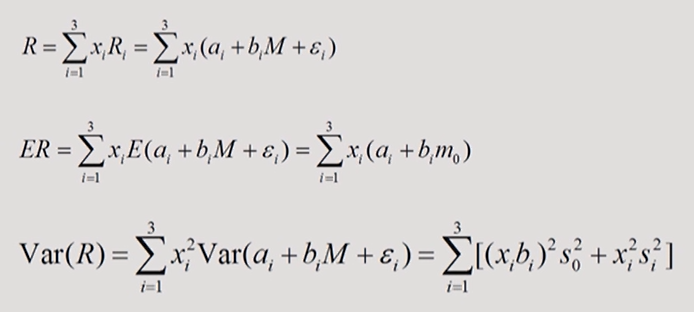 R = \sum_{i=1}^{3} x_i R_i = \sum_{i=1}^{3} x_i (a_i + b_i M + \varepsilon_i)
ER = \sum_{i=1}^{3} x_i E(a_i + b_i M + \varepsilon_i) = \sum_{i=1}^{3} x_i (a_i + b_i m_0)
Var(R) = \sum_{i=1}^{3} x_i^2 Var(a_i + b_i M + \varepsilon_i) = \sum_{i=1}^{3} [(x_i b_i)^2 s_0^2 + x_i^2 s_i^2]